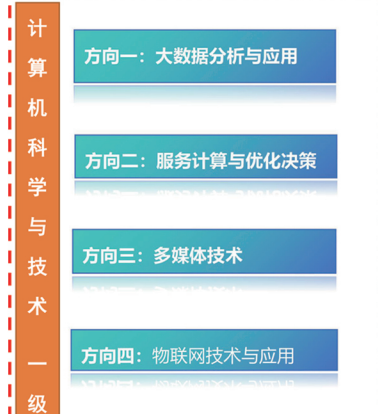 计算机科学与技术 一级
方向一：大数据分析与应用
方向二：服务计算与优化决策
方向三：多媒体技术
方向四：物联网技术与应用